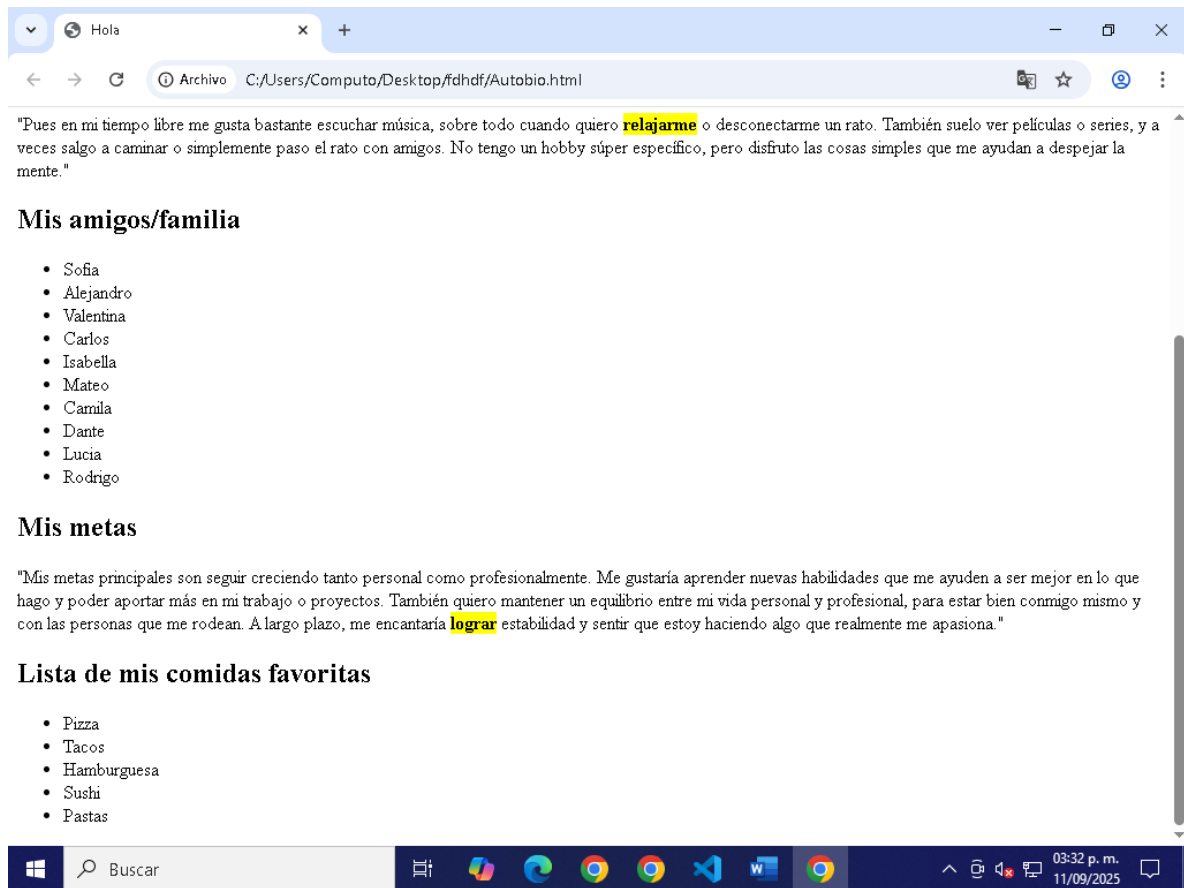 Hola
Archivo C:/Users/Computo/Desktop/fdhdf/Autobio.html
"Pues en mi tiempo libre me gusta bastante escuchar música, sobre todo cuando quiero relajarme o desconectarme un rato. También suelo ver películas o series, y a
veces salgo a caminar o simplemente paso el rato con amigos. No tengo un hobby súper específico, pero disfruto las cosas simples que me ayudan a despejar la
mente."
Mis amigos/familia
• Sofia
• Alejandro
• Valentina
• Carlos
• Isabella
• Mateo
• Camila
• Dante
• Lucia
• Rodrigo
Mis metas
"Mis metas principales son seguir creciendo tanto personal como profesionalmente. Me gustaría aprender nuevas habilidades que me ayuden a ser mejor en lo que
hago y poder aportar más en mi trabajo o proyectos. También quiero mantener un equilibrio entre mi vida personal y profesional, para estar bien conmigo mismo y
con las personas que me rodean. A largo plazo, me encantaría lograr estabilidad y sentir que estoy haciendo algo que realmente me apasiona."
Lista de mis comidas favoritas
• Pizza
• Tacos
• Hamburguesa
• Sushi
• Pastas
Buscar
03:32 p. m.
11/09/2025